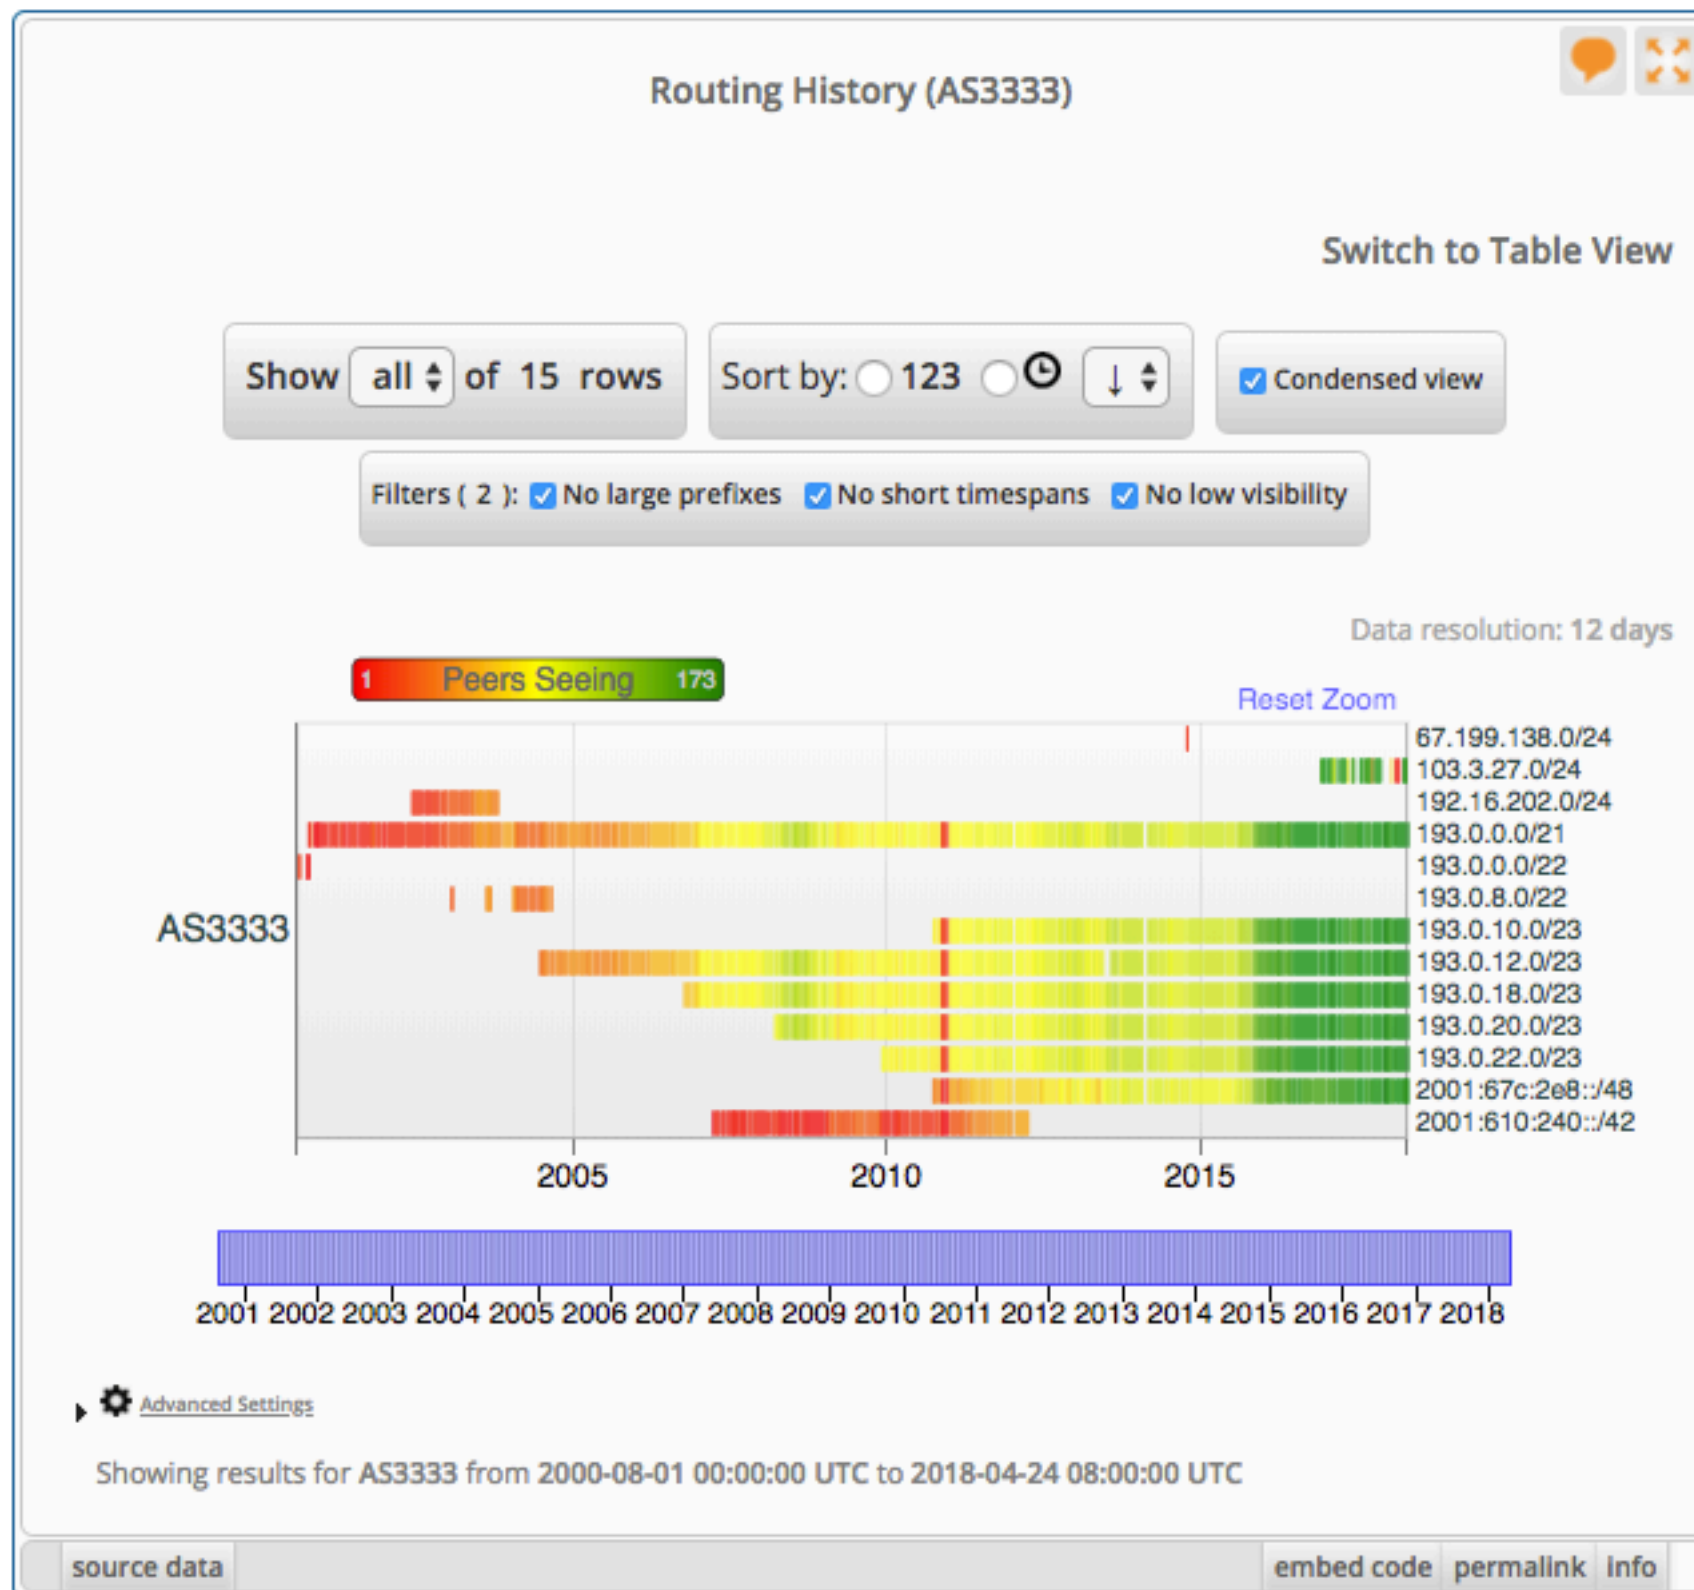 Routing History (AS3333)
Switch to Table View
Show all of 15 rows
Sort by: 123 ↓
Condensed view
Filters ( 2 ): No large prefixes No short timespans No low visibility
Data resolution: 12 days
1 Peers Seeing 173
Reset Zoom
67.199.138.0/24
103.3.27.0/24
192.16.202.0/24
193.0.0.0/21
193.0.0.0/22
193.0.8.0/22
AS3333
193.0.10.0/23
193.0.12.0/23
193.0.18.0/23
193.0.20.0/23
193.0.22.0/23
2001:67c:2e8::/48
2001:610:240::/42
2005 2010 2015
2001 2002 2003 2004 2005 2006 2007 2008 2009 2010 2011 2012 2013 2014 2015 2016 2017 2018
Advanced Settings
Showing results for AS3333 from 2000-08-01 00:00:00 UTC to 2018-04-24 08:00:00 UTC
source data embed code permalink info